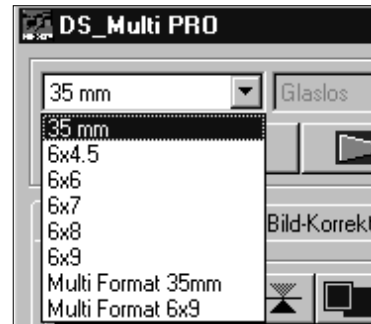 DS_Multi PRO
35 mm Glaslos
35 mm
6x4.5
6x6
6x7
6x8 Bild-Korrekt
6x9
Multi Format 35mm
Multi Format 6x9